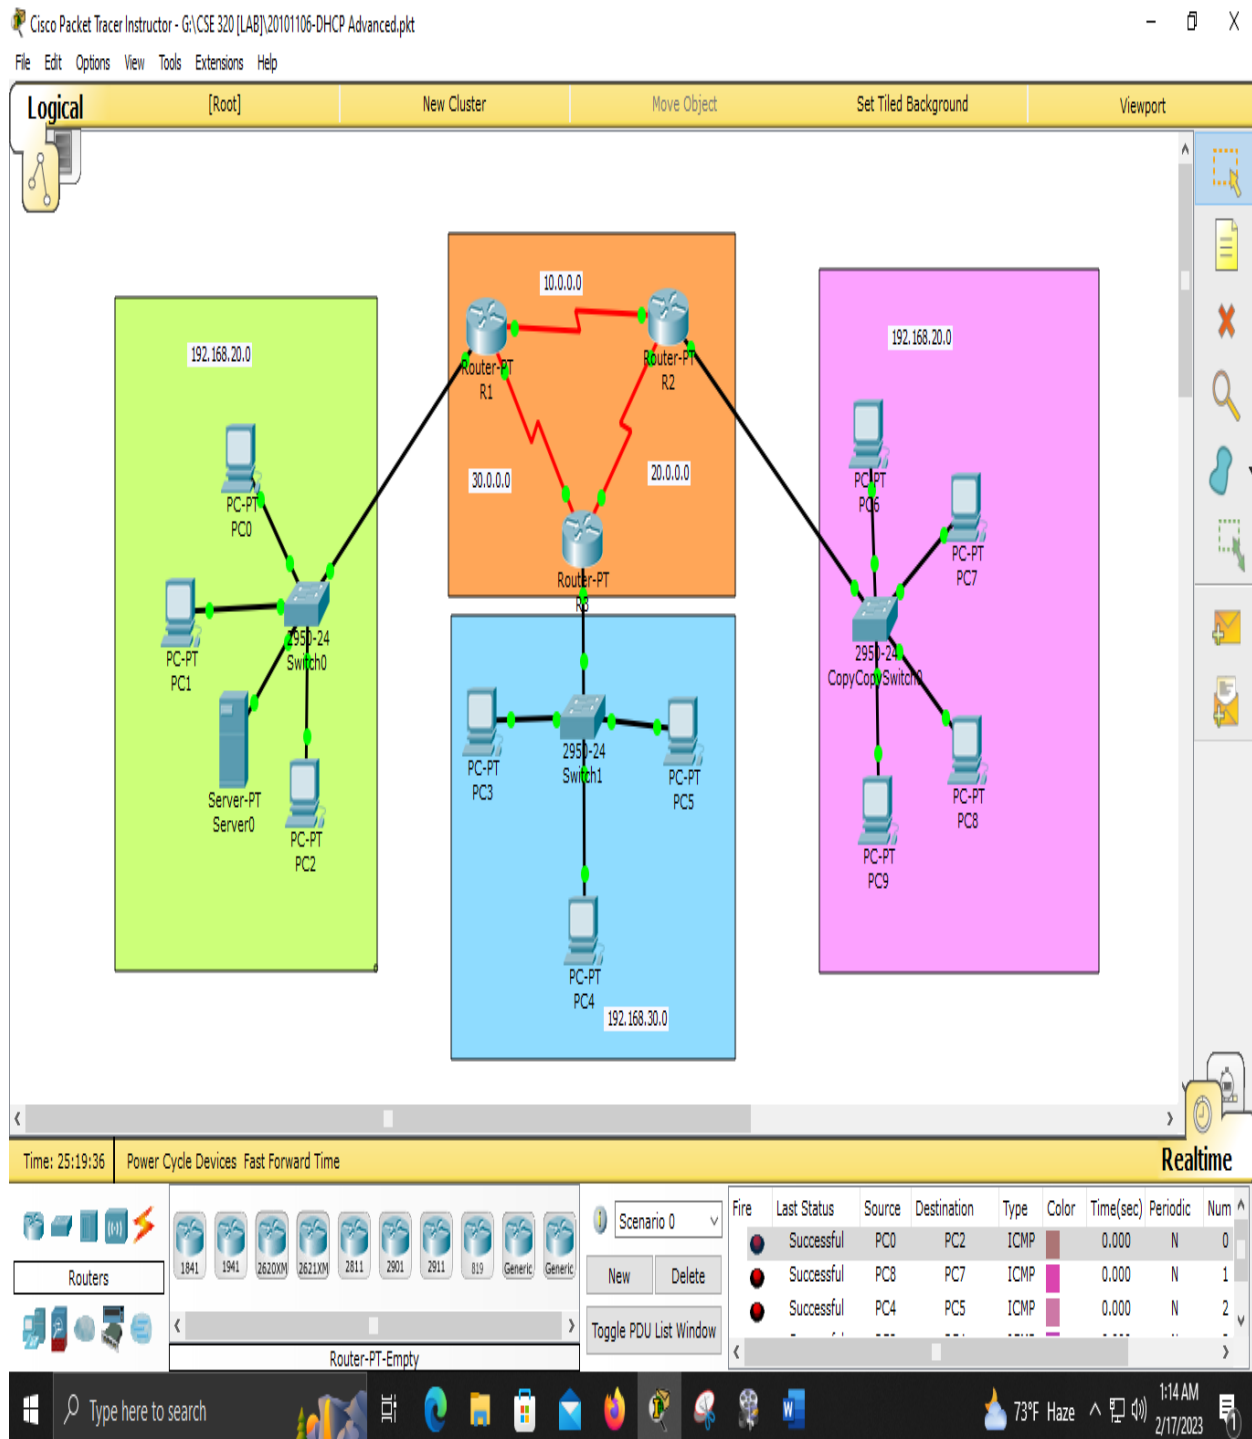 Cisco Packet Tracer Instructor - G:\CSE 320 [LAB]\20101106-DHCP Advanced.pkt
File Edit Options View Tools Extensions Help
Logical [Root] New Cluster Move Object Set Tiled Background Viewport
10.0.0.0
192.168.20.0
192.168.20.0
Router-PT
R1
Router-PT
R2
30.0.0.0
20.0.0.0
PC-PT
PC0
PC-PT
PC6
PC-PT
PC7
Router-PT
R3
2950-24
Switch0
PC-PT
PC1
2950-24
CopyCopySwitch0
2950-24
Switch1
PC-PT
PC3
PC-PT
PC5
Server-PT
Server0
PC-PT
PC8
PC-PT
PC2
PC-PT
PC9
PC-PT
PC4
192.168.30.0
Time: 25:19:36 Power Cycle Devices Fast Forward Time Realtime
Routers
1841 1941 2620XM 2621XM 2811 2901 2911 819 Generic Generic
Router-PT-Empty
Scenario 0
New Delete
Toggle PDU List Window
Fire Last Status Source Destination Type Color Time(sec) Periodic Num
Successful PC0 PC2 ICMP 0.000 N 0
Successful PC8 PC7 ICMP 0.000 N 1
Successful PC4 PC5 ICMP 0.000 N 2
Type here to search
73°F Haze
1:14 AM
2/17/2023
1